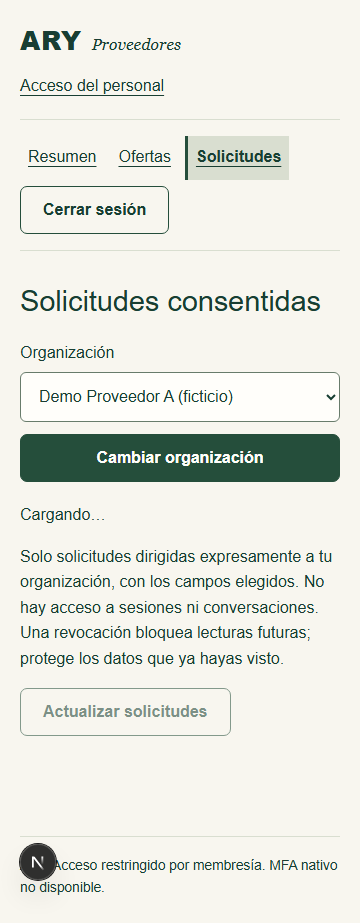 ARY Proveedores
Acceso del personal
Resumen Ofertas Solicitudes
Cerrar sesión
Solicitudes consentidas
Organización
Demo Proveedor A (ficticio)
Cambiar organización
Cargando…
Solo solicitudes dirigidas expresamente a tu
organización, con los campos elegidos. No
hay acceso a sesiones ni conversaciones.
Una revocación bloquea lecturas futuras;
protege los datos que ya hayas visto.
Actualizar solicitudes
N
Acceso restringido por membresía. MFA nativo
no disponible.